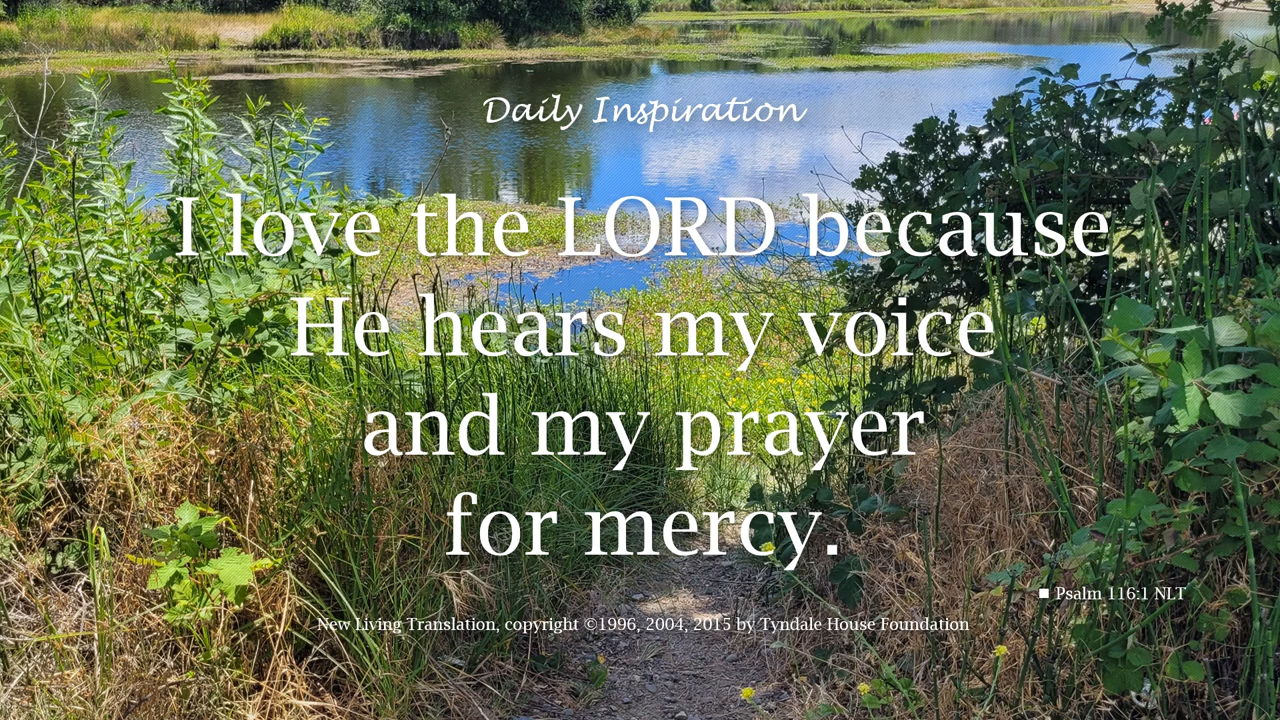 Daily Inspiration
I love the LORD because
He hears my voice
and my prayer
for mercy.
■ Psalm 116:1 NLT
New Living Translation, copyright ©1996, 2004, 2015 by Tyndale House Foundation